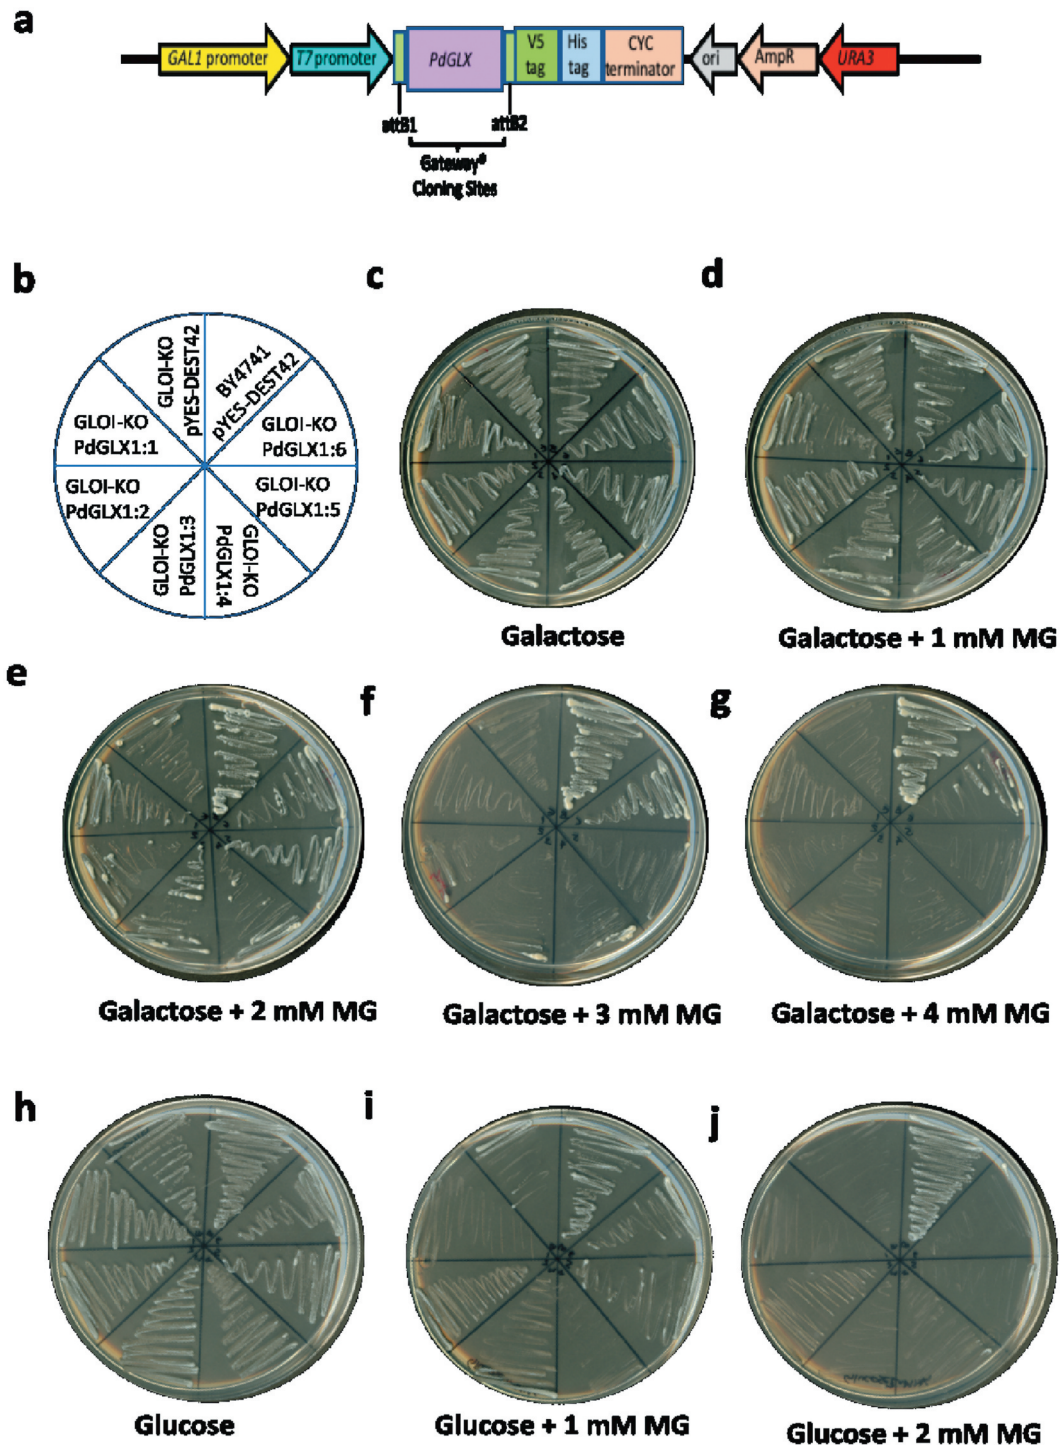 a
GAL1 promoter
T7 promoter
PdGLX
V5
tag
His
tag
CYC
terminator
ori
AmpR
URA3
attB1
attB2
Gateway®
Cloning Sites
b
GLOI-KO
pYES-DEST42
BY4741
pYES-DEST42
GLOI-KO
PdGLX1:1
GLOI-KO
PdGLX1:6
GLOI-KO
PdGLX1:2
GLOI-KO
PdGLX1:5
GLOI-KO
PdGLX1:3
GLOI-KO
PdGLX1:4
c
Galactose
d
Galactose + 1 mM MG
e
Galactose + 2 mM MG
f
Galactose + 3 mM MG
g
Galactose + 4 mM MG
h
Glucose
i
Glucose + 1 mM MG
j
Glucose + 2 mM MG